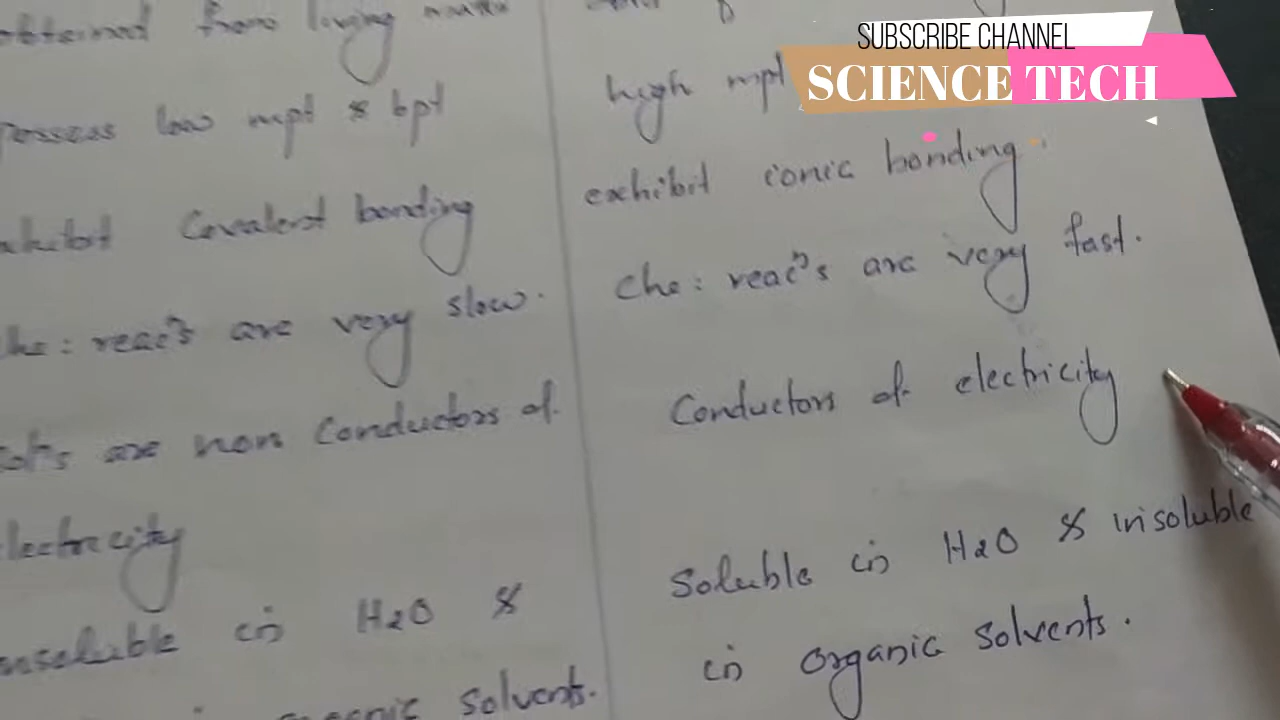 SUBSCRIBE CHANNEL
SCIENCE TECH
obtained from living
possess low mpt & bpt
exhibit Covalent bonding
che: reac's are very slow.
sol's are non conductors of
electricity
insoluble in H2O &
solvents.
high mpt
exhibit ionic bonding.
Che: reac's are very fast.
Conductors of electricity
Soluble in H2O & insoluble
in organic solvents.